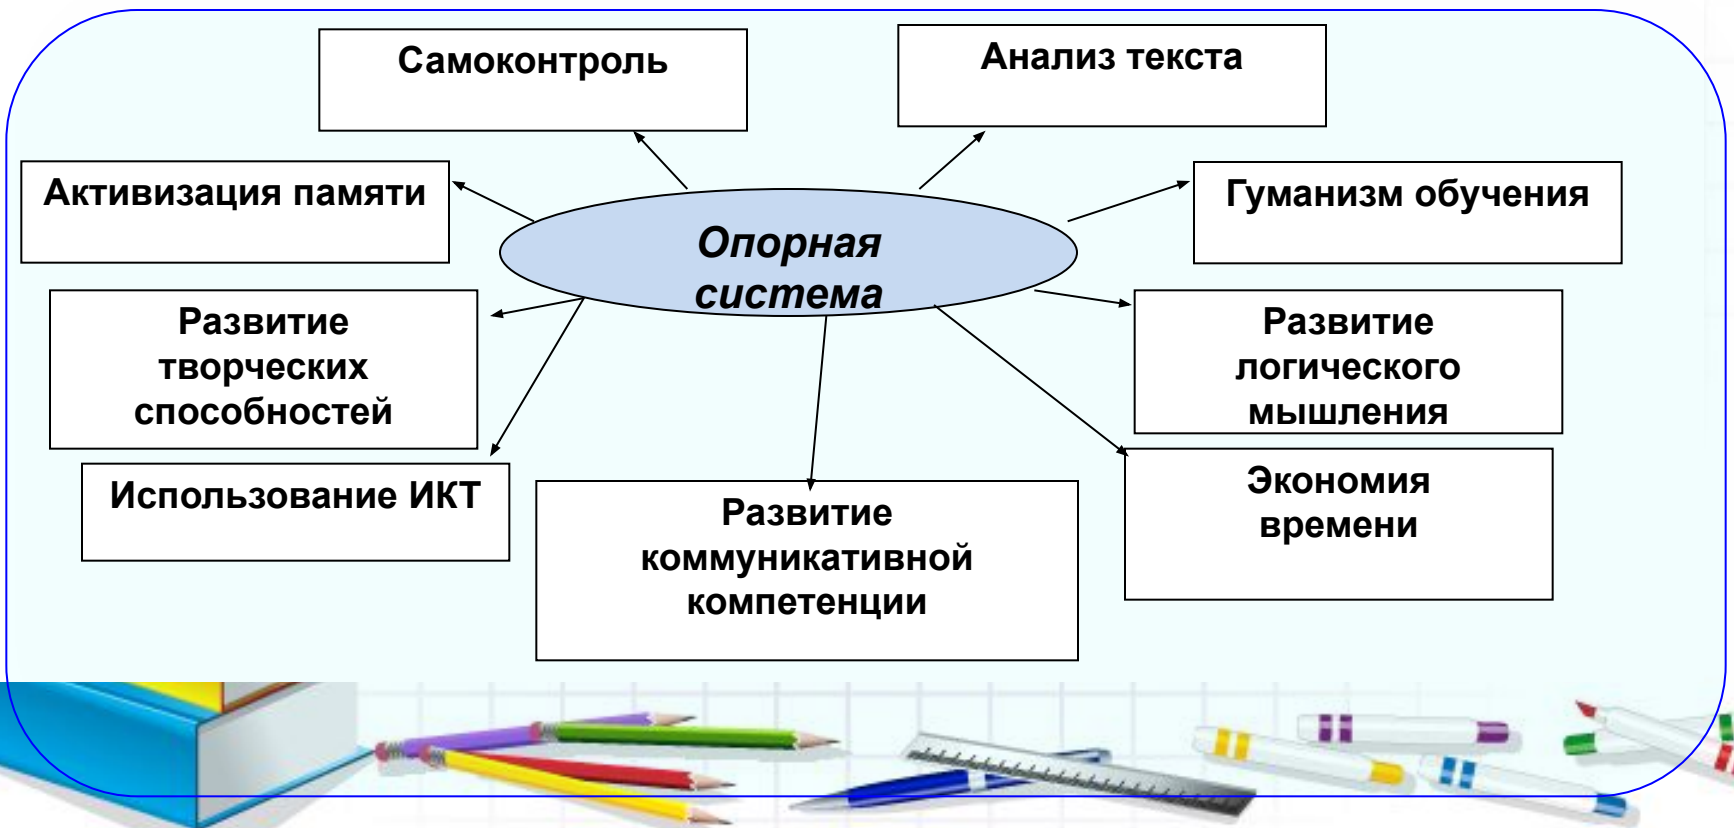 Самоконтроль
Анализ текста
Активизация памяти
Гуманизм обучения
Опорная
система
Развитие
творческих
способностей
Развитие
логического
мышления
Использование ИКТ
Развитие
коммуникативной
компетенции
Экономия
времени